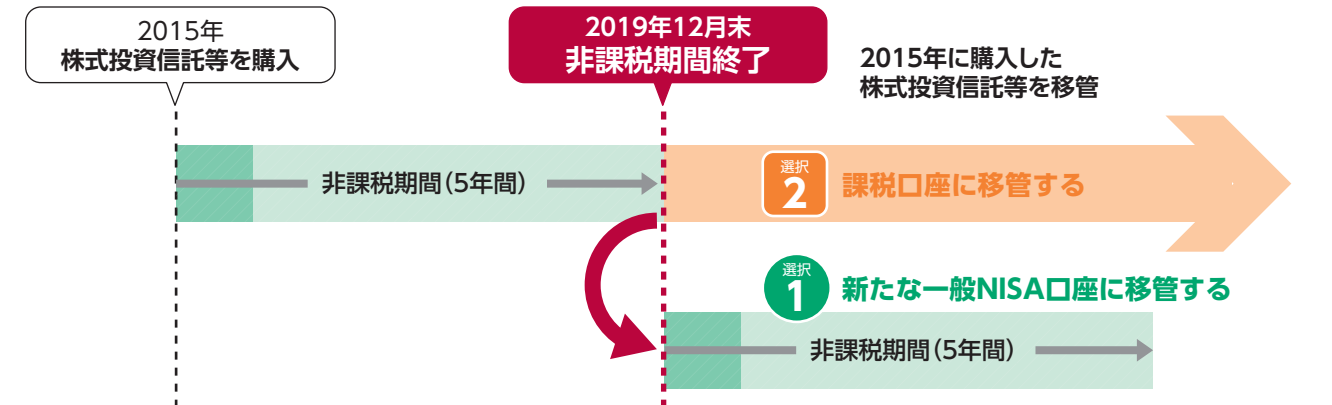 2015年
株式投資信託等を購入
2019年12月末
非課税期間終了
2015年に購入した
株式投資信託等を移管
非課税期間(5年間)
選択
2
課税口座に移管する
選択
1
新たな一般NISA口座に移管する
非課税期間(5年間)